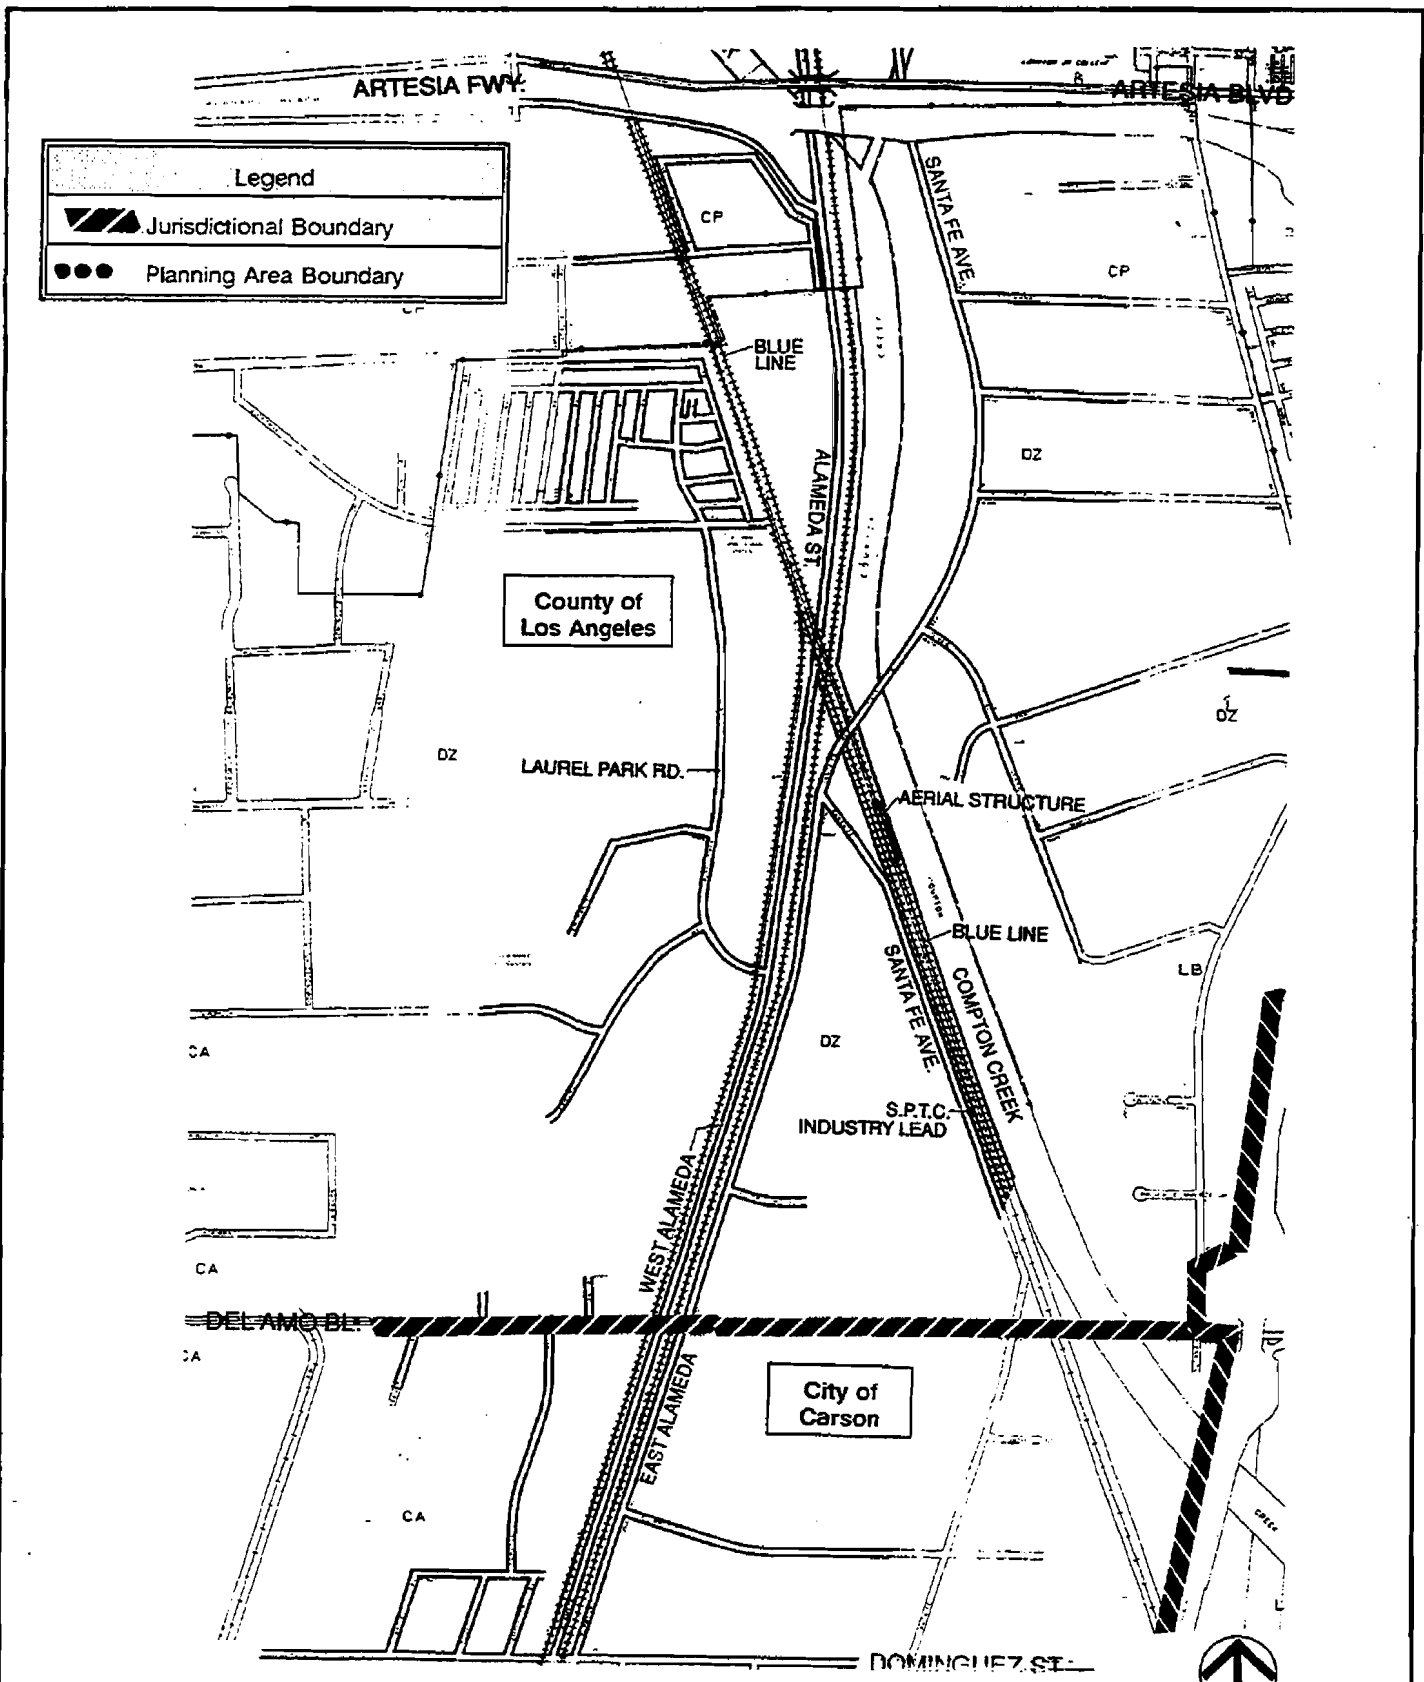 ARTESIA FWY.
ARTESIA BLVD
Legend
Jurisdictional Boundary
Planning Area Boundary
CP
SANTA FE AVE.
CP
BLUE
LINE
ALAMEDA ST.
DZ
County of
Los Angeles
DZ
DZ
LAUREL PARK RD.
AERIAL STRUCTURE
BLUE LINE
LB
SANTA FE AVE.
COMPTON CREEK
DZ
CA
S.P.T.C.
INDUSTRY LEAD
WEST ALAMEDA
CA
DEL AMO BL.
CA
EAST ALAMEDA
City of
Carson
CA
CREEK
DOMINGUEZ ST.